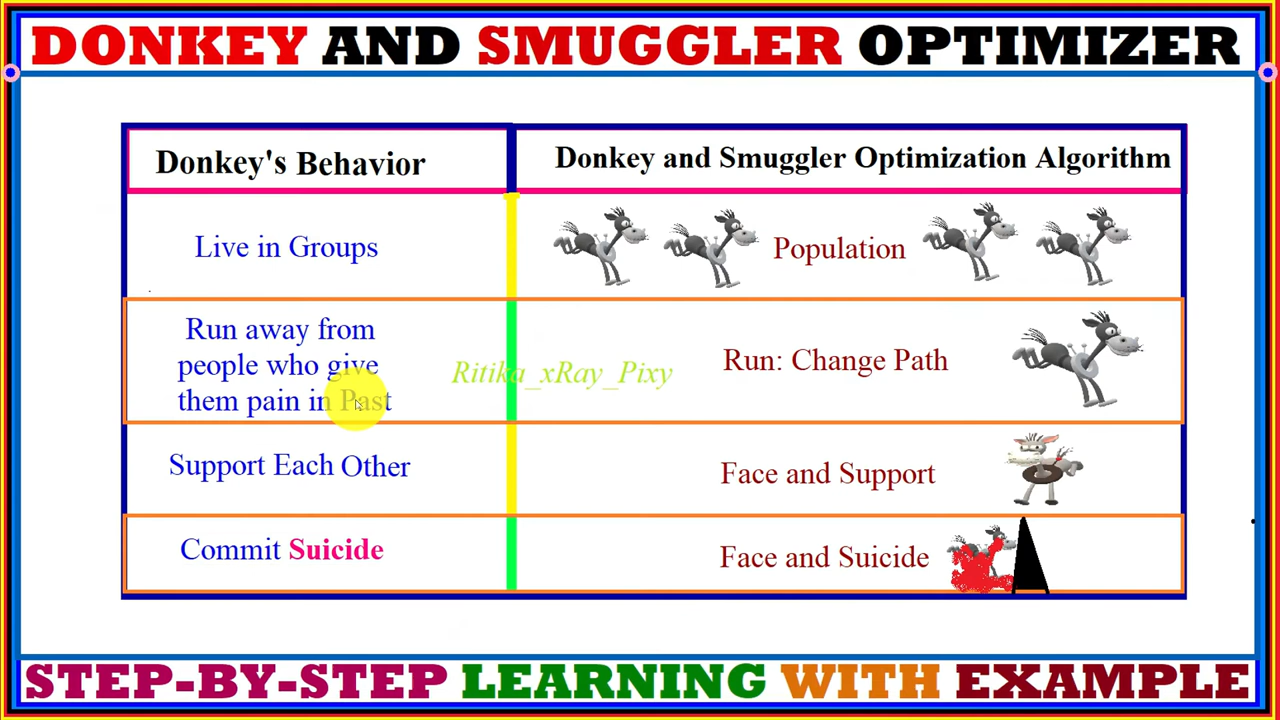 DONKEY AND SMUGGLER OPTIMIZER
Donkey's Behavior
Donkey and Smuggler Optimization Algorithm
Live in Groups
Population
Run away from
people who give
them pain in Past
Ritika_xRay_Pixy
Run: Change Path
Support Each Other
Face and Support
Commit Suicide
Face and Suicide
STEP-BY-STEP LEARNING WITH EXAMPLE